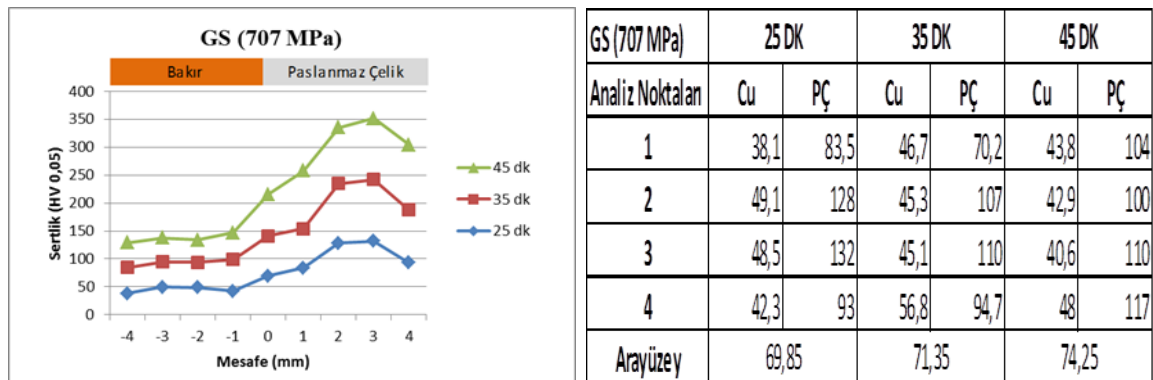 GS (707 MPa)
Bakır Paslanmaz Çelik
400
350
300
250
200
150
100
50
0
Sertlik (HV 0,05)
-4 -3 -2 -1 0 1 2 3 4
Mesafe (mm)
45 dk
35 dk
25 dk
GS (707 MPa) 25 DK 35 DK 45 DK
Analiz Noktaları Cu PÇ Cu PÇ Cu PÇ
1 38,1 83,5 46,7 70,2 43,8 104
2 49,1 128 45,3 107 42,9 100
3 48,5 132 45,1 110 40,6 110
4 42,3 93 56,8 94,7 48 117
Arayüzey 69,85 71,35 74,25